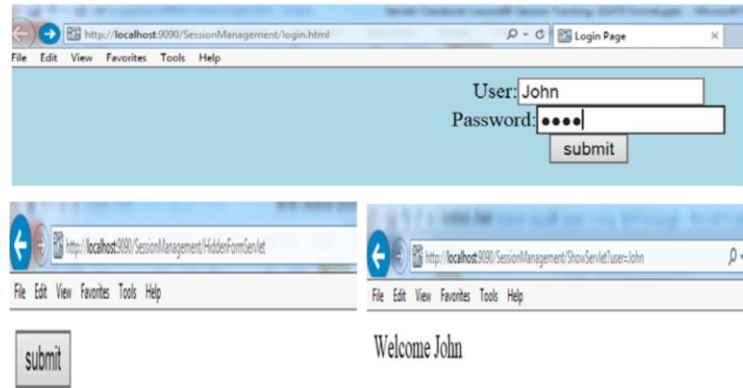 http://localhost:9090/SessionManagement/login.html
Login Page
File Edit View Favorites Tools Help
User: John
Password: ••••
submit
http://localhost:9090/SessionManagement/HiddenFormServlet
File Edit View Favorites Tools Help
submit
http://localhost:9090/SessionManagement/ShowServlet?user=John
File Edit View Favorites Tools Help
Welcome John